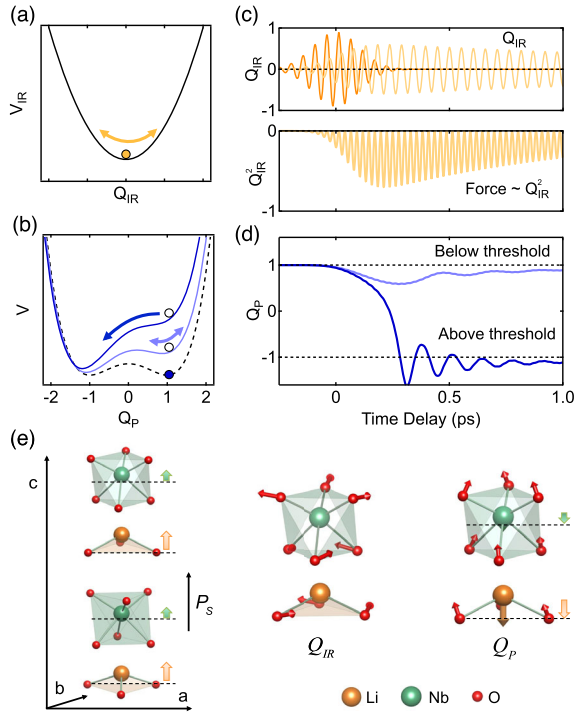 (a)
V_IR
Q_IR
(b)
V
-2 -1 0 1 2
Q_P
(c)
1
0
-1
Q_IR
Q_IR
0
-1
Q²_IR
Force ~ Q²_IR
(d)
1
0
-1
Q_P
Below threshold
Above threshold
0 0.5 1.0
Time Delay (ps)
(e)
c
b
a
P_S
Q_IR
Q_P
Li Nb O